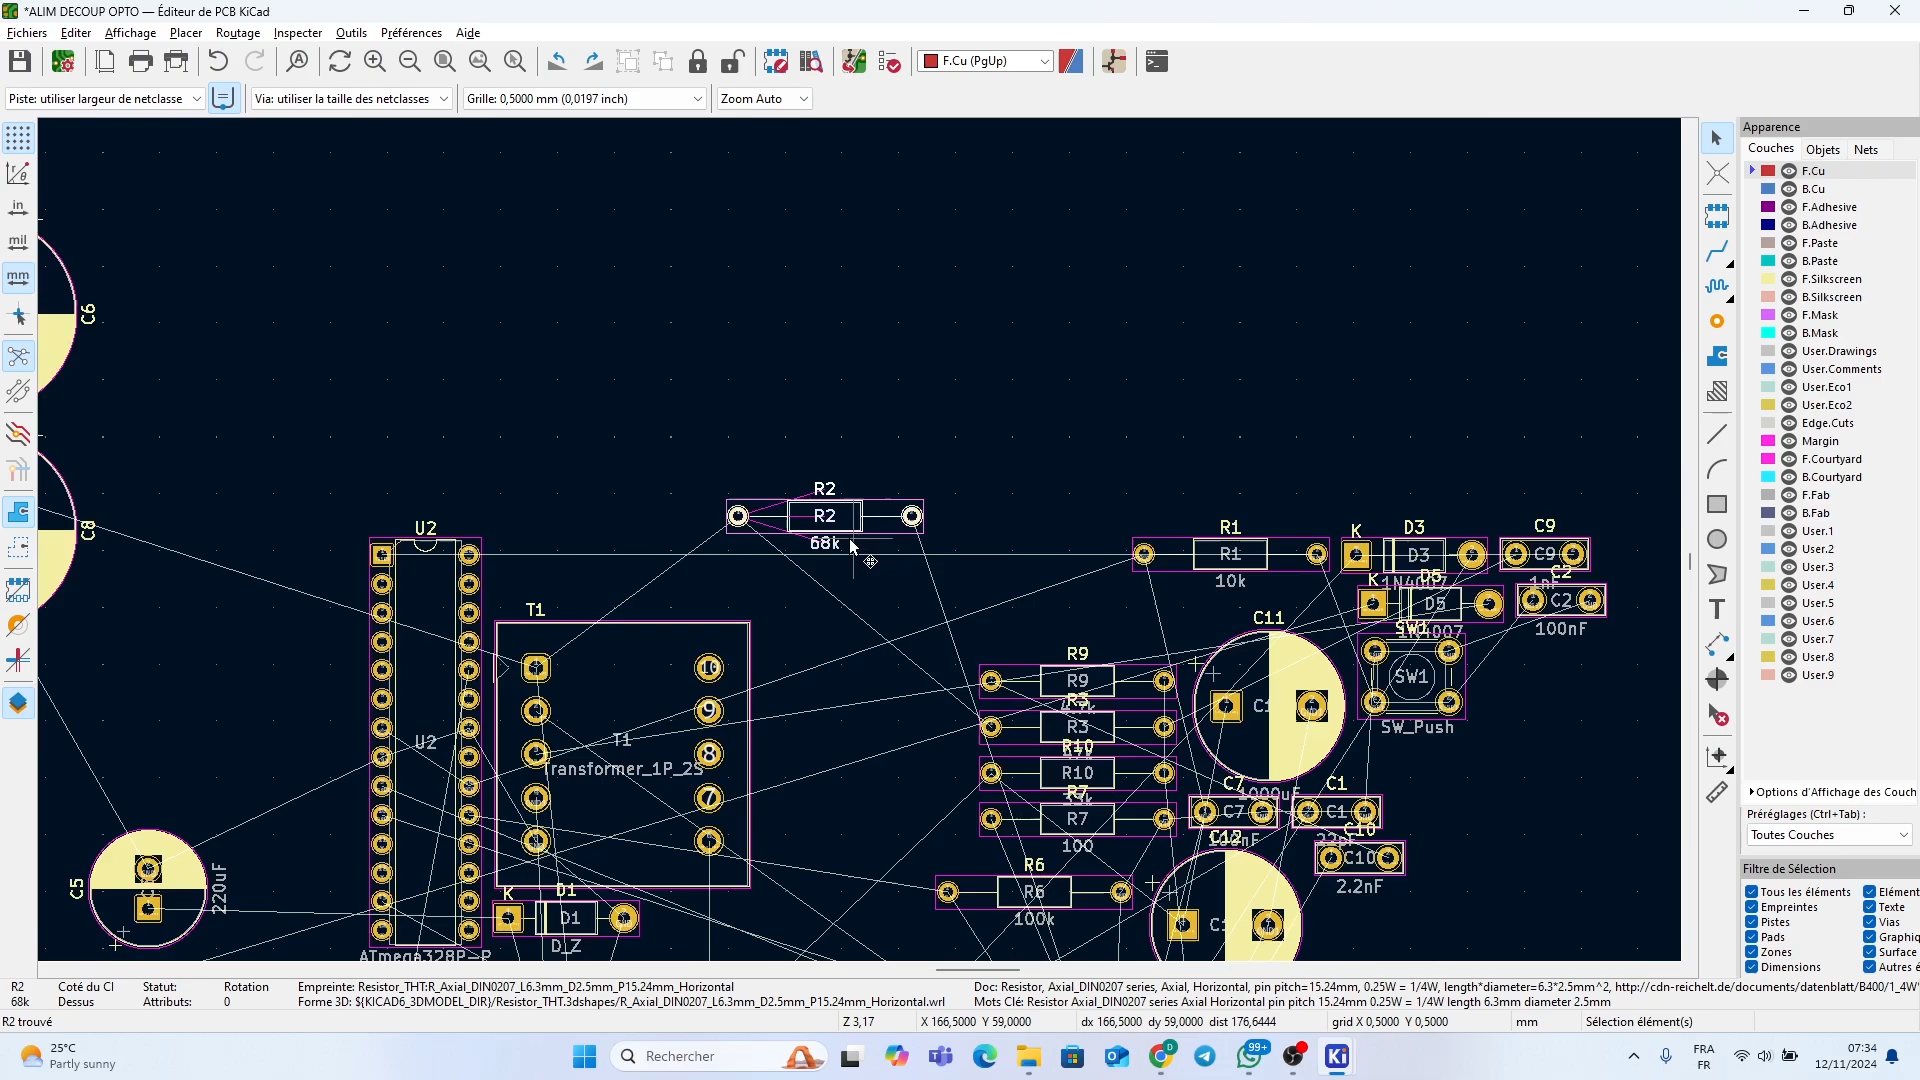 *ALIM DECOUP OPTO — Éditeur de PCB KiCad
Fichiers Editer Affichage Placer Routage Inspecter Outils Préférences Aide
F.Cu (PgUp)
Piste: utiliser largeur de netclasse
Via: utiliser la taille des netclasses
Grille: 0,5000 mm (0,0197 inch)
Zoom Auto
in
mil
mm
Apparence
Couches Objets Nets
F.Cu
B.Cu
F.Adhesive
B.Adhesive
F.Paste
B.Paste
F.Silkscreen
B.Silkscreen
F.Mask
B.Mask
User.Drawings
User.Comments
User.Eco1
User.Eco2
Edge.Cuts
Margin
F.Courtyard
B.Courtyard
F.Fab
B.Fab
User.1
User.2
User.3
User.4
User.5
User.6
User.7
User.8
User.9
Options d'Affichage des Couch
Préréglages (Ctrl+Tab) :
Toutes Couches
Filtre de Sélection
Tous les éléments Elément
Empreintes Texte
Pistes Vias
Pads Graphiq
Zones Surface
Dimensions Autres é
C6
C8
R2
R2
68k
U2
U2
ATmega328P-P
T1
T1
Transformer_1P_2S
10
9
8
7
K D1
D1
D_Z
C5
220uF
R1
R1
10k
K D3
D3
1N4007
C9
C9
1nF
K D5
D5
1N4007
C2
C2
100nF
C11
1000uF
SW1
SW1
SW_Push
R9
R9
R3
R3
R10
R10
R7
R7
100
R6
R6
100k
C7
C7
100nF
C1
C1
22pF
C10
C10
2.2nF
C12
R2 Coté du CI Statut: Rotation Empreinte: Resistor_THT:R_Axial_DIN0207_L6.3mm_D2.5mm_P15.24mm_Horizontal Doc: Resistor, Axial_DIN0207 series, Axial, Horizontal, pin pitch=15.24mm, 0.25W = 1/4W, length*diameter=6.3*2.5mm^2, http://cdn-reichelt.de/documents/datenblatt/B400/1_4W
68k Dessus Attributs: 0 Forme 3D: ${KICAD6_3DMODEL_DIR}/Resistor_THT.3dshapes/R_Axial_DIN0207_L6.3mm_D2.5mm_P15.24mm_Horizontal.wrl Mots Clé: Resistor Axial_DIN0207 series Axial Horizontal pin pitch 15.24mm 0.25W = 1/4W length 6.3mm diameter 2.5mm
R2 trouvé Z 3,17 X 166,5000 Y 59,0000 dx 166,5000 dy 59,0000 dist 176,6444 grid X 0,5000 Y 0,5000 mm Sélection élément(s)
25°C
Partly sunny
Rechercher
99+
FRA
FR
07:34
12/11/2024